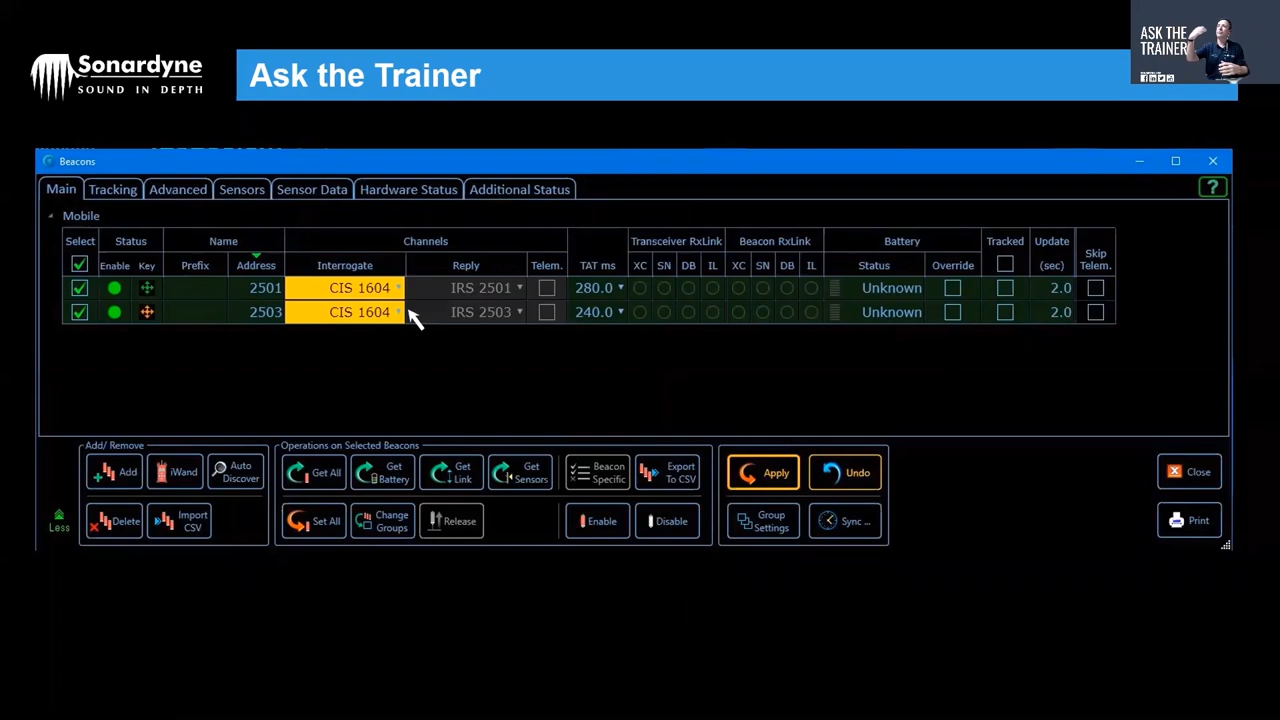 Sonardyne
SOUND IN DEPTH
Ask the Trainer
ASK THE
TRAINER
Beacons
Main Tracking Advanced Sensors Sensor Data Hardware Status Additional Status ?
Mobile
Select Status Name Channels Transceiver RxLink Beacon RxLink Battery Tracked Update Skip
Enable Key Prefix Address Interrogate Reply Telem. TAT ms XC SN DB IL XC SN DB IL Status Override (sec) Telem.
2501 CIS 1604 IRS 2501 280.0 Unknown 2.0
2503 CIS 1604 IRS 2503 240.0 Unknown 2.0
Add/ Remove Operations on Selected Beacons
Add iWand Auto Discover Get All Get Battery Get Link Get Sensors Beacon Specific Export To CSV Apply Undo Close
Less Delete Import CSV Set All Change Groups Release Enable Disable Group Settings Sync ... Print